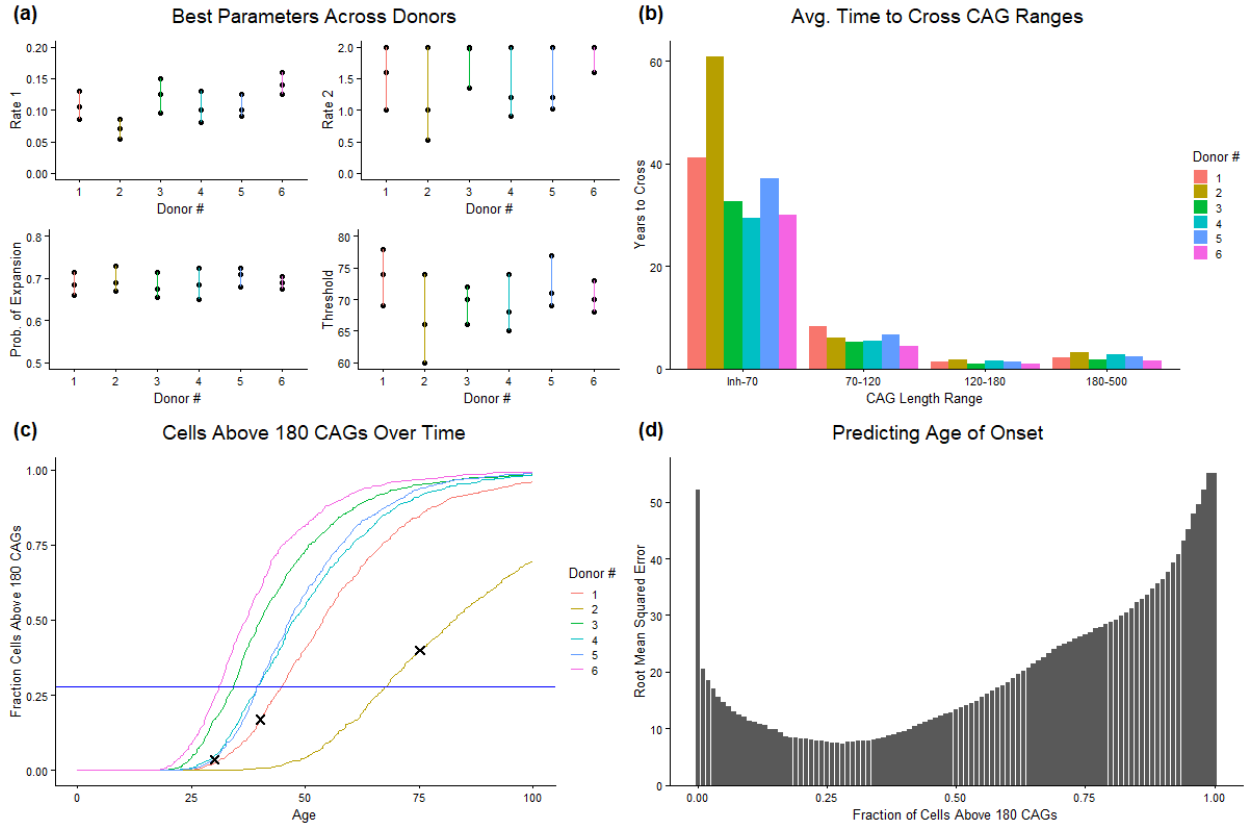 (a) Best Parameters Across Donors
0.20
0.15
0.10
0.05
0.00
Rate 1
1 2 3 4 5 6
Donor #
2.0
1.5
1.0
0.5
0.0
Rate 2
1 2 3 4 5 6
Donor #
0.8
0.7
0.6
0.5
Prob. of Expansion
1 2 3 4 5 6
Donor #
80
75
70
65
60
Threshold
1 2 3 4 5 6
Donor #
(b) Avg. Time to Cross CAG Ranges
60
40
20
0
Years to Cross
Inh-70 70-120 120-180 180-500
CAG Length Range
Donor #
1
2
3
4
5
6
(c) Cells Above 180 CAGs Over Time
1.00
0.75
0.50
0.25
0.00
Fraction Cells Above 180 CAGs
0 25 50 75 100
Age
Donor #
1
2
3
4
5
6
(d) Predicting Age of Onset
50
40
30
20
10
0
Root Mean Squared Error
0.00 0.25 0.50 0.75 1.00
Fraction of Cells Above 180 CAGs